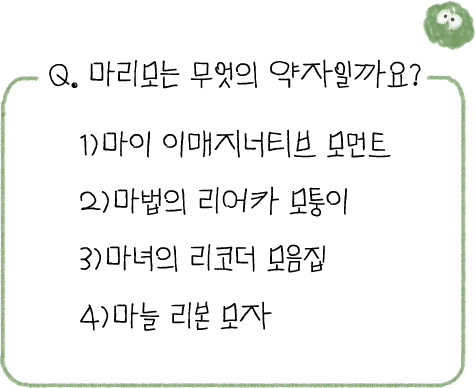 Q. 마리모는 무엇의 약자일까요?
1)마이 이매지너티브 모먼트
2)마법의 리어카 모퉁이
3)마녀의 리코더 모음집
4)마늘 리본 모자